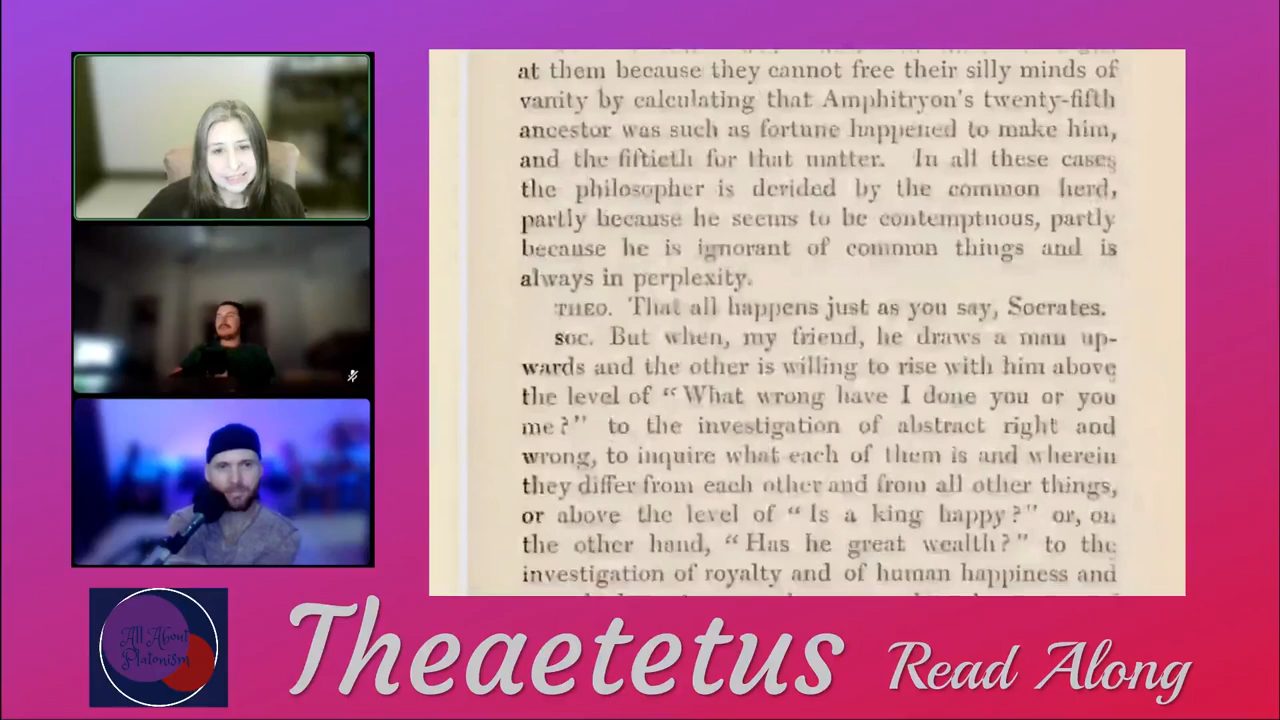 at them because they cannot free their silly minds of
vanity by calculating that Amphitryon's twenty-fifth
ancestor was such as fortune happened to make him,
and the fiftieth for that matter. In all these cases
the philosopher is derided by the common herd,
partly because he seems to be contemptuous, partly
because he is ignorant of common things and is
always in perplexity.
THEO. That all happens just as you say, Socrates.
SOC. But when, my friend, he draws a man up-
wards and the other is willing to rise with him above
the level of “What wrong have I done you or you
me?” to the investigation of abstract right and
wrong, to inquire what each of them is and wherein
they differ from each other and from all other things,
or above the level of “Is a king happy?” or, on
the other hand, “Has he great wealth?” to the
investigation of royalty and of human happiness and
All About
Platonism
Theaetetus Read Along